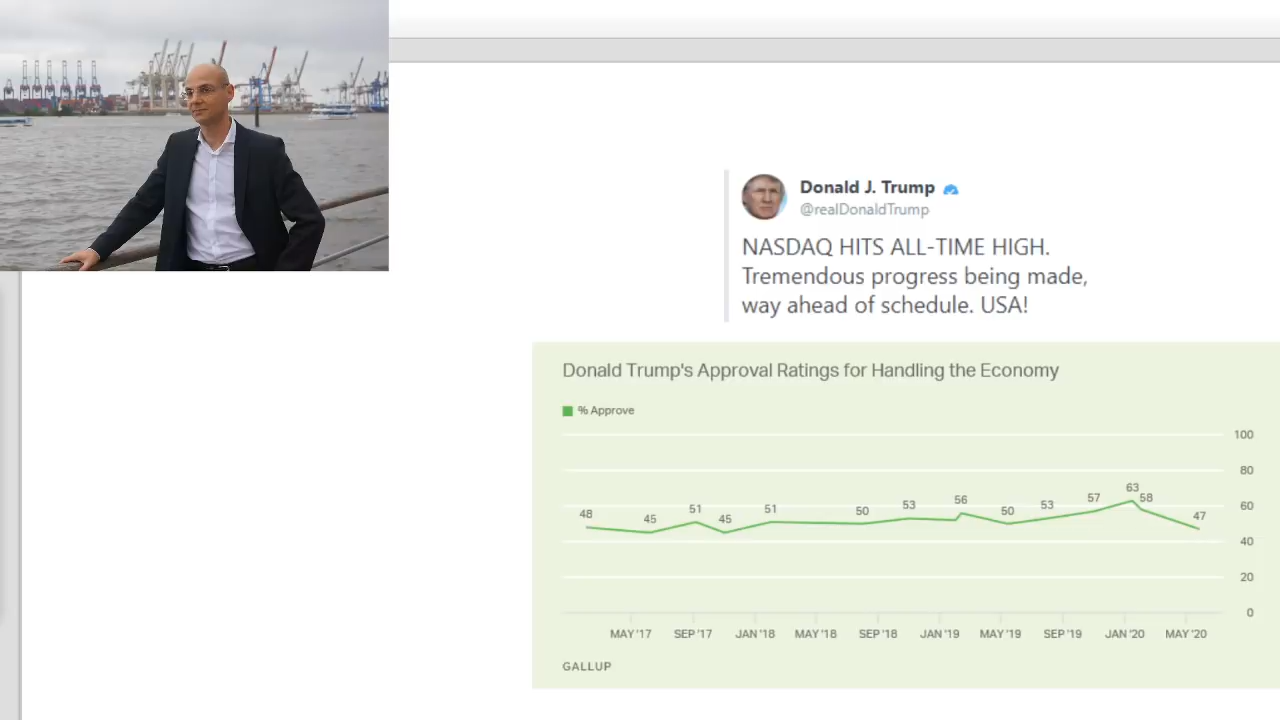 Donald J. Trump
@realDonaldTrump
NASDAQ HITS ALL-TIME HIGH.
Tremendous progress being made,
way ahead of schedule. USA!
Donald Trump's Approval Ratings for Handling the Economy
% Approve
100
80
60
40
20
0
48
45
51
45
51
50
53
56
50
53
57
63
58
47
MAY '17
SEP '17
JAN '18
MAY '18
SEP '18
JAN '19
MAY '19
SEP '19
JAN '20
MAY '20
GALLUP